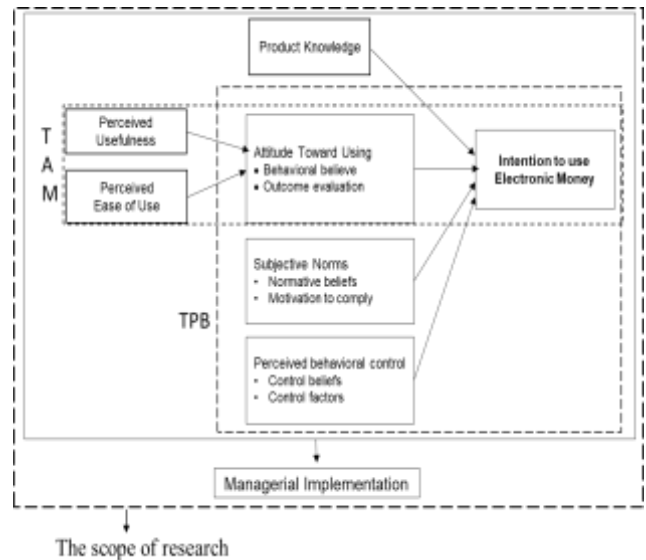 Product Knowledge
T
A
M
Perceived
Usefulness
Perceived
Ease of Use
Attitude Toward Using
• Behavioral believe
• Outcome evaluation
Intention to use
Electronic Money
TPB
Subjective Norms
• Normative beliefs
• Motivation to comply
Perceived behavioral control
• Control beliefs
• Control factors
Managerial Implementation
The scope of research